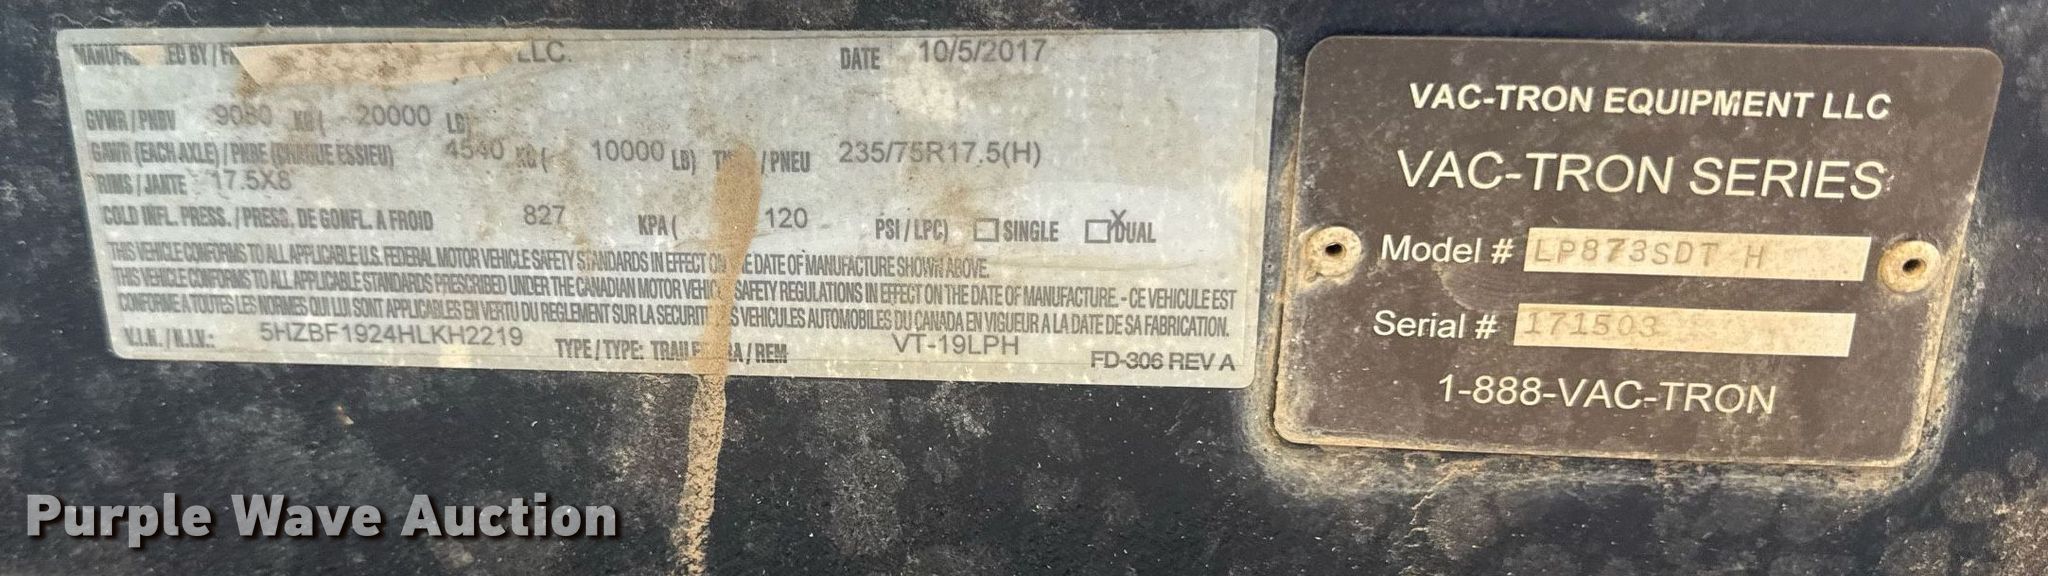 LLC.
DATE 10/5/2017
GVWR / PNBV 9080 KG ( 20000 LB)
GAWR (EACH AXLE) / PNBE (CHAQUE ESSIEU) 4540 KG ( 10000 LB) / PNEU 235/75R17.5(H)
RIMS / JANTE 17.5X8
COLD INFL. PRESS. / PRESS. DE GONFL. A FROID 827 KPA ( 120 PSI / LPC) SINGLE X DUAL
THIS VEHICLE CONFORMS TO ALL APPLICABLE U.S. FEDERAL MOTOR VEHICLE SAFETY STANDARDS IN EFFECT ON DATE OF MANUFACTURE SHOWN ABOVE.
THIS VEHICLE CONFORMS TO ALL APPLICABLE STANDARDS PRESCRIBED UNDER THE CANADIAN MOTOR VEHIC SAFETY REGULATIONS IN EFFECT ON THE DATE OF MANUFACTURE. - CE VEHICULE EST
CONFORME A TOUTES LES NORMES QUI LUI SONT APPLICABLES EN VERTU DU REGLEMENT SUR LA SECURIT VEHICULES AUTOMOBILES DU CANADA EN VIGUEUR A LA DATE DE SA FABRICATION.
V.I.N. / N.I.V.: 5HZBF1924HLKH2219 TYPE / TYPE: TRAILE RA / REM VT-19LPH FD-306 REV A
VAC-TRON EQUIPMENT LLC
VAC-TRON SERIES
Model # LP873SDT H
Serial # 171503
1-888-VAC-TRON
Purple Wave Auction